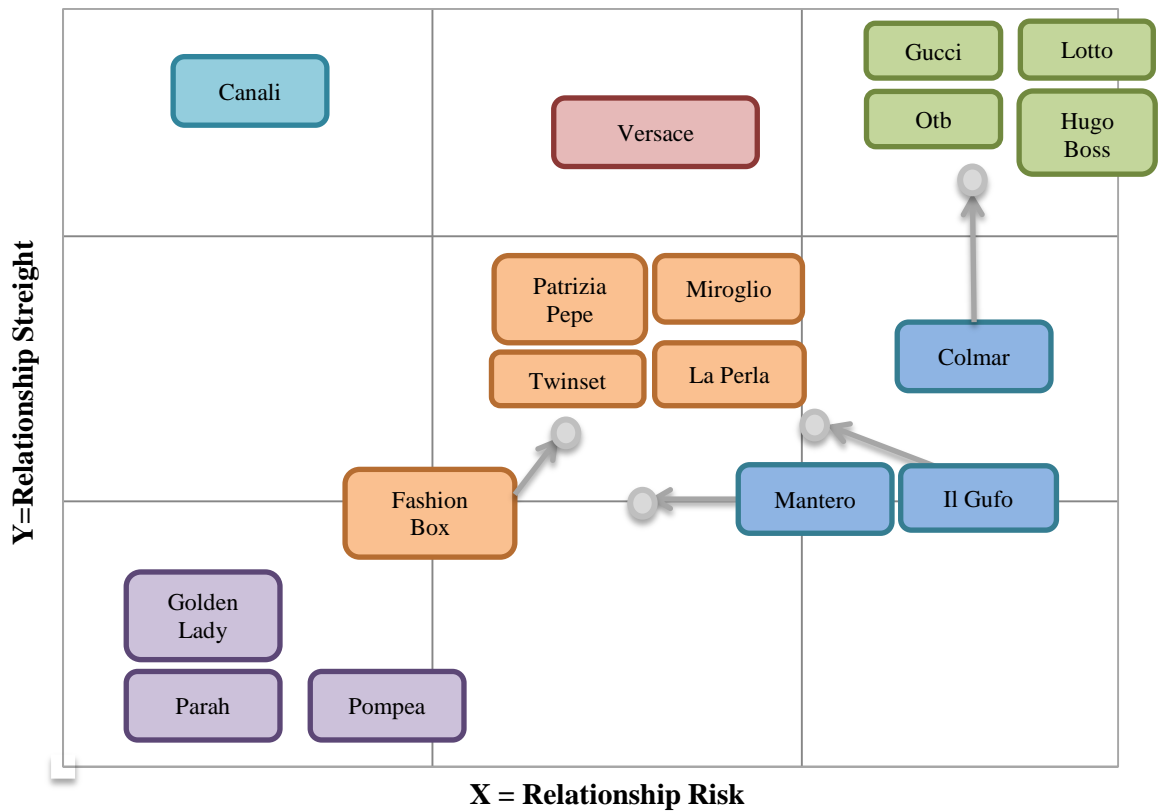 Gucci
Lotto
Canali
Versace
Otb
Hugo
Boss
Patrizia
Pepe
Miroglio
Colmar
Twinset
La Perla
Fashion
Box
Mantero
Il Gufo
Golden
Lady
Parah
Pompea
Y=Relationship Streight
X = Relationship Risk